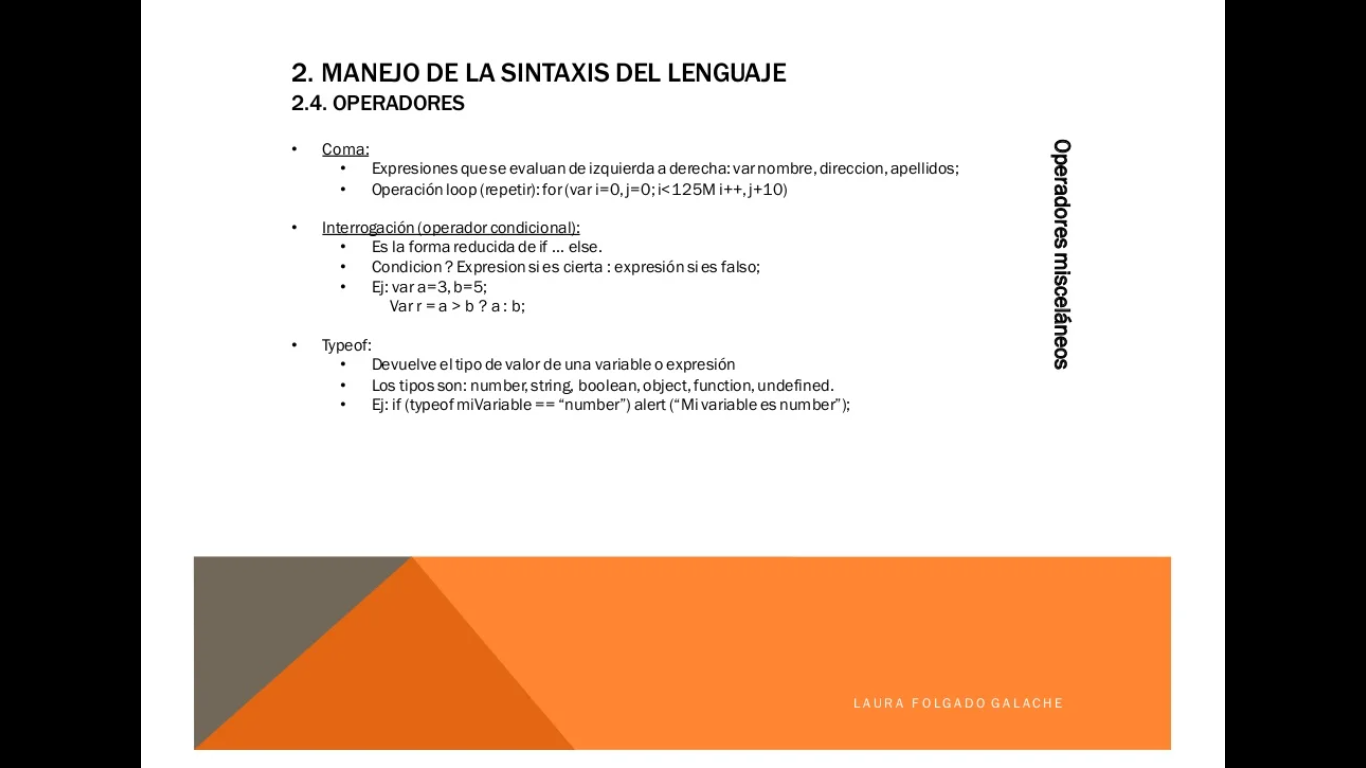 2. MANEJO DE LA SINTAXIS DEL LENGUAJE
2.4. OPERADORES
• Coma:
• Expresiones que se evaluan de izquierda a derecha: var nombre, direccion, apellidos;
• Operación loop (repetir): for (var i=0, j=0; i<125M i++, j+10)
• Interrogación (operador condicional):
• Es la forma reducida de if ... else.
• Condicion ? Expresion si es cierta : expresión si es falso;
• Ej: var a=3, b=5;
Var r = a > b ? a : b;
• Typeof:
• Devuelve el tipo de valor de una variable o expresión
• Los tipos son: number, string, boolean, object, function, undefined.
• Ej: if (typeof miVariable == “number”) alert (“Mi variable es number”);
Operadores misceláneos
LAURA FOLGADO GALACHE